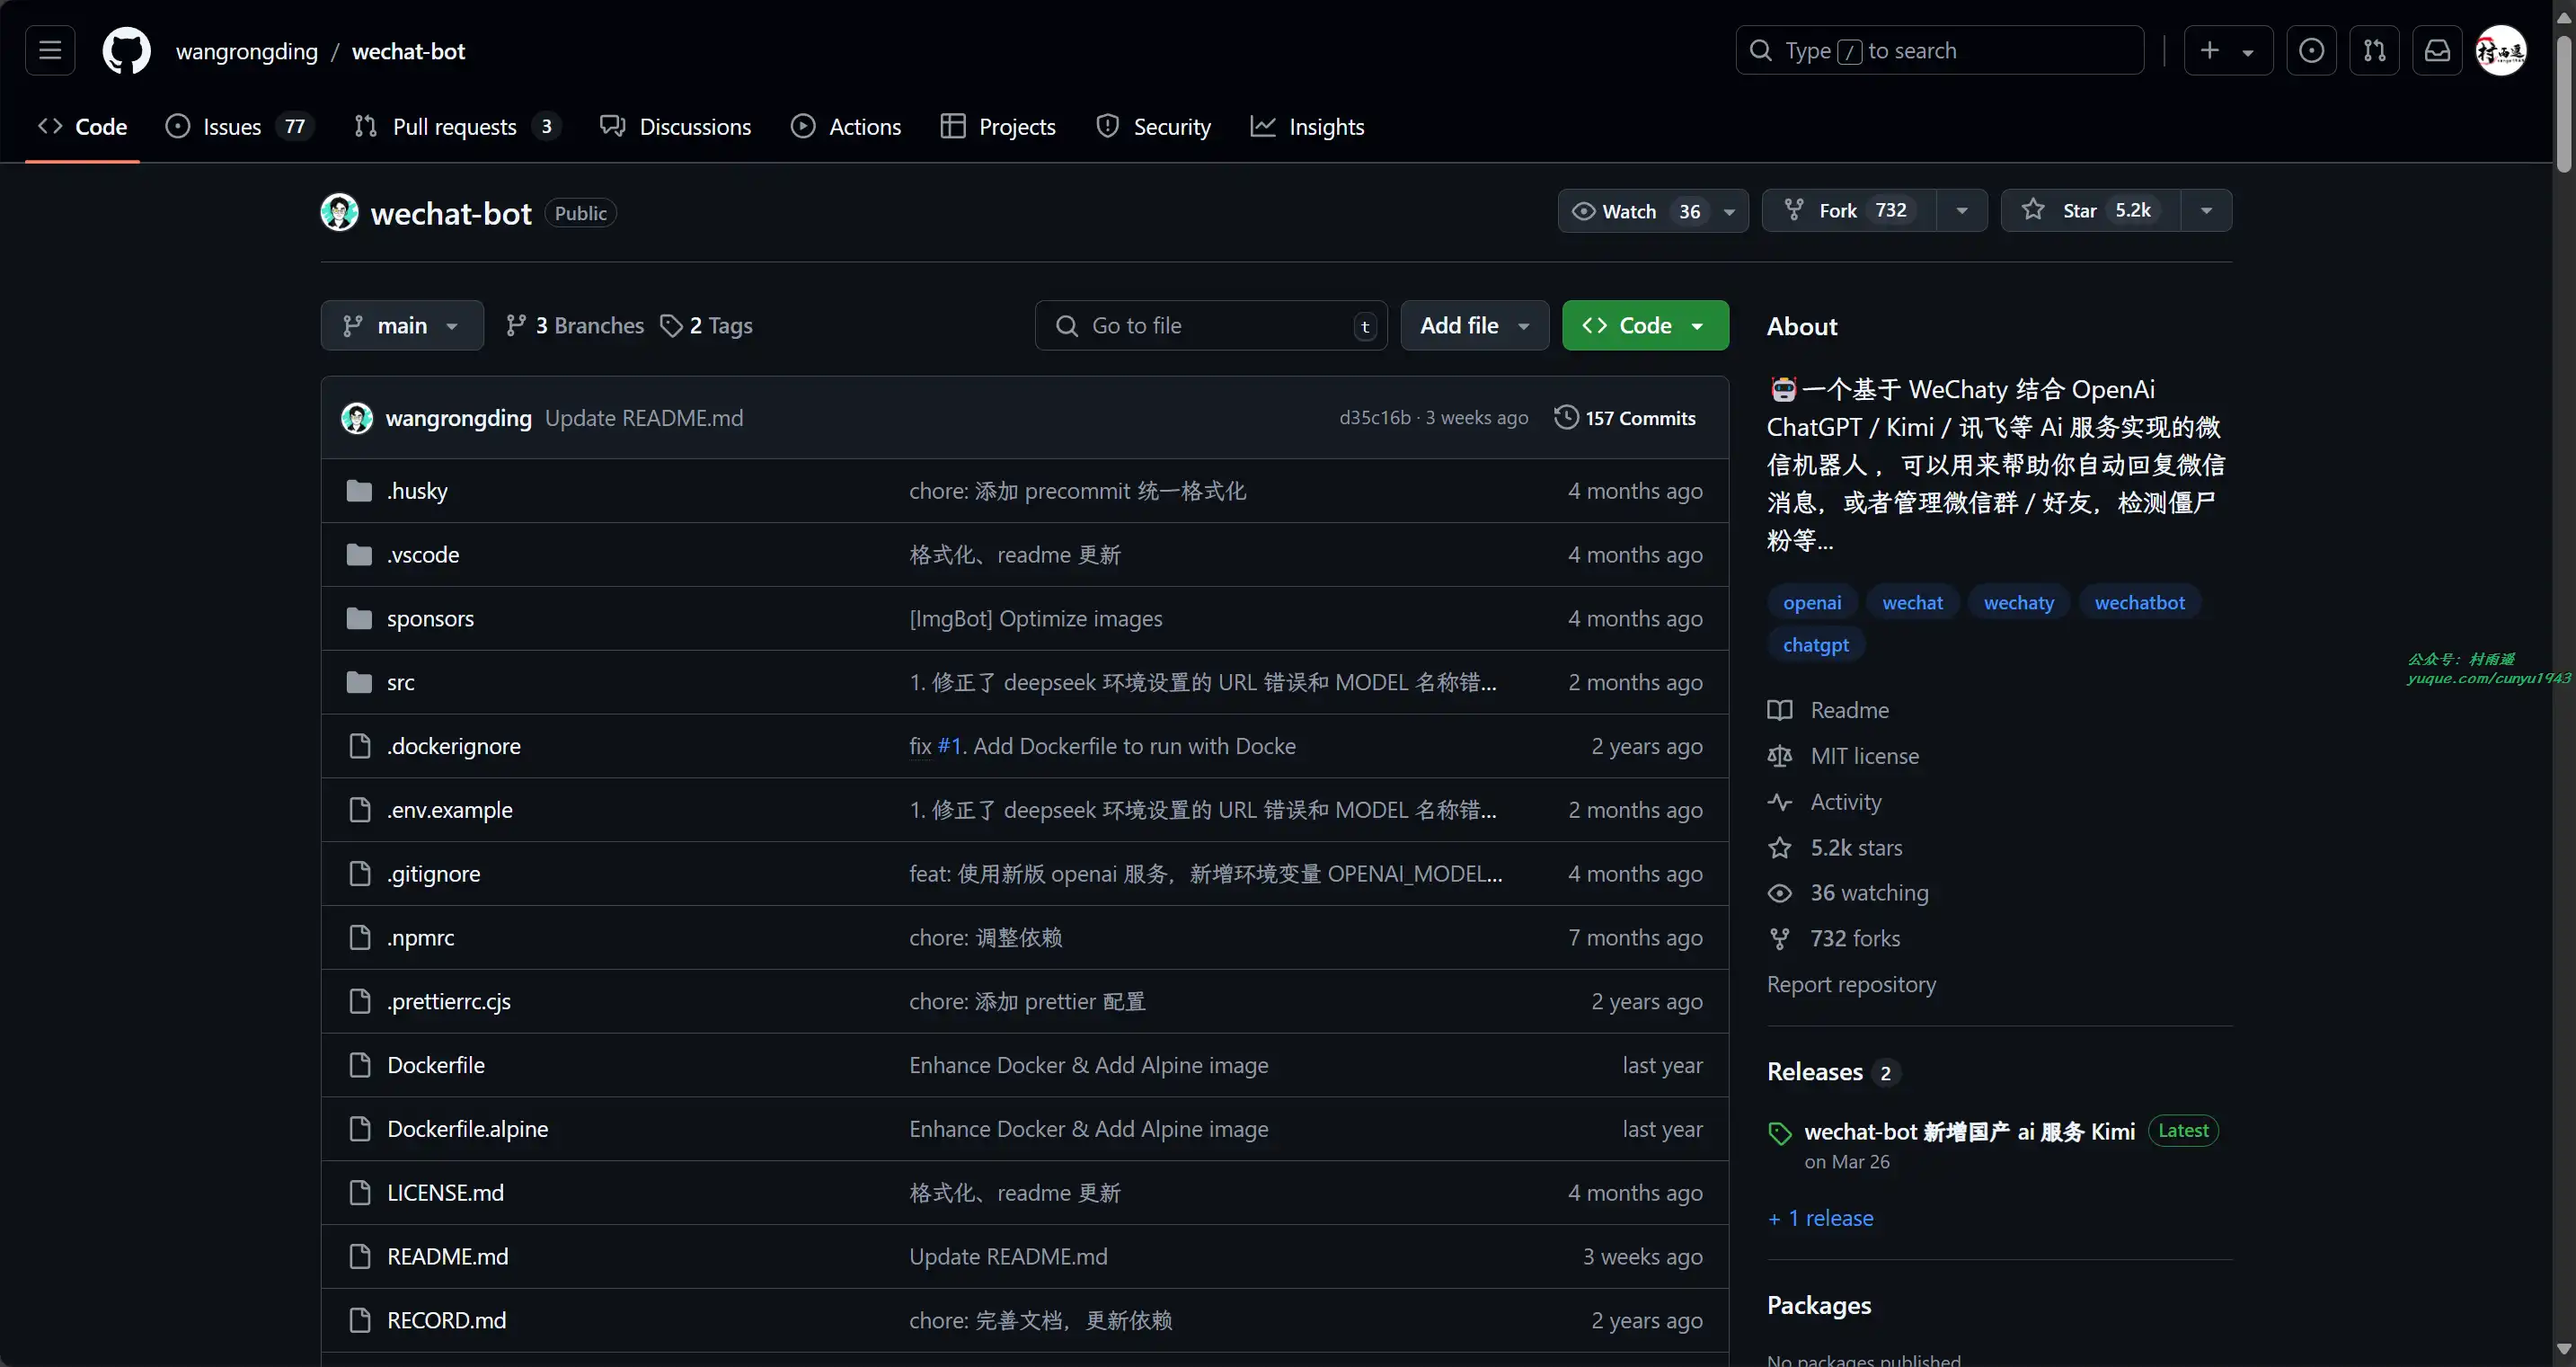 wangrongding / wechat-bot
Type / to search
Code Issues 77 Pull requests 3 Discussions Actions Projects Security Insights
wechat-bot Public
Watch 36 Fork 732 Star 5.2k
main 3 Branches 2 Tags Go to file t Add file Code
wangrongding Update README.md d35c16b · 3 weeks ago 157 Commits
.husky chore: 添加 precommit 统一格式化 4 months ago
.vscode 格式化、readme 更新 4 months ago
sponsors [ImgBot] Optimize images 4 months ago
src 1. 修正了 deepseek 环境设置的 URL 错误和 MODEL 名称错... 2 months ago
.dockerignore fix #1. Add Dockerfile to run with Docke 2 years ago
.env.example 1. 修正了 deepseek 环境设置的 URL 错误和 MODEL 名称错... 2 months ago
.gitignore feat: 使用新版 openai 服务，新增环境变量 OPENAI_MODEL... 4 months ago
.npmrc chore: 调整依赖 7 months ago
.prettierrc.cjs chore: 添加 prettier 配置 2 years ago
Dockerfile Enhance Docker & Add Alpine image last year
Dockerfile.alpine Enhance Docker & Add Alpine image last year
LICENSE.md 格式化、readme 更新 4 months ago
README.md Update README.md 3 weeks ago
RECORD.md chore: 完善文档，更新依赖 2 years ago
About
一个基于 WeChaty 结合 OpenAi
ChatGPT / Kimi / 讯飞等 Ai 服务实现的微
信机器人 ，可以用来帮助你自动回复微信
消息，或者管理微信群 / 好友，检测僵尸
粉等...
openai wechat wechaty wechatbot
chatgpt
Readme
MIT license
Activity
5.2k stars
36 watching
732 forks
Report repository
Releases 2
wechat-bot 新增国产 ai 服务 Kimi Latest
on Mar 26
+ 1 release
Packages
No packages published
公众号：村雨遥
yuque.com/cunyu1943